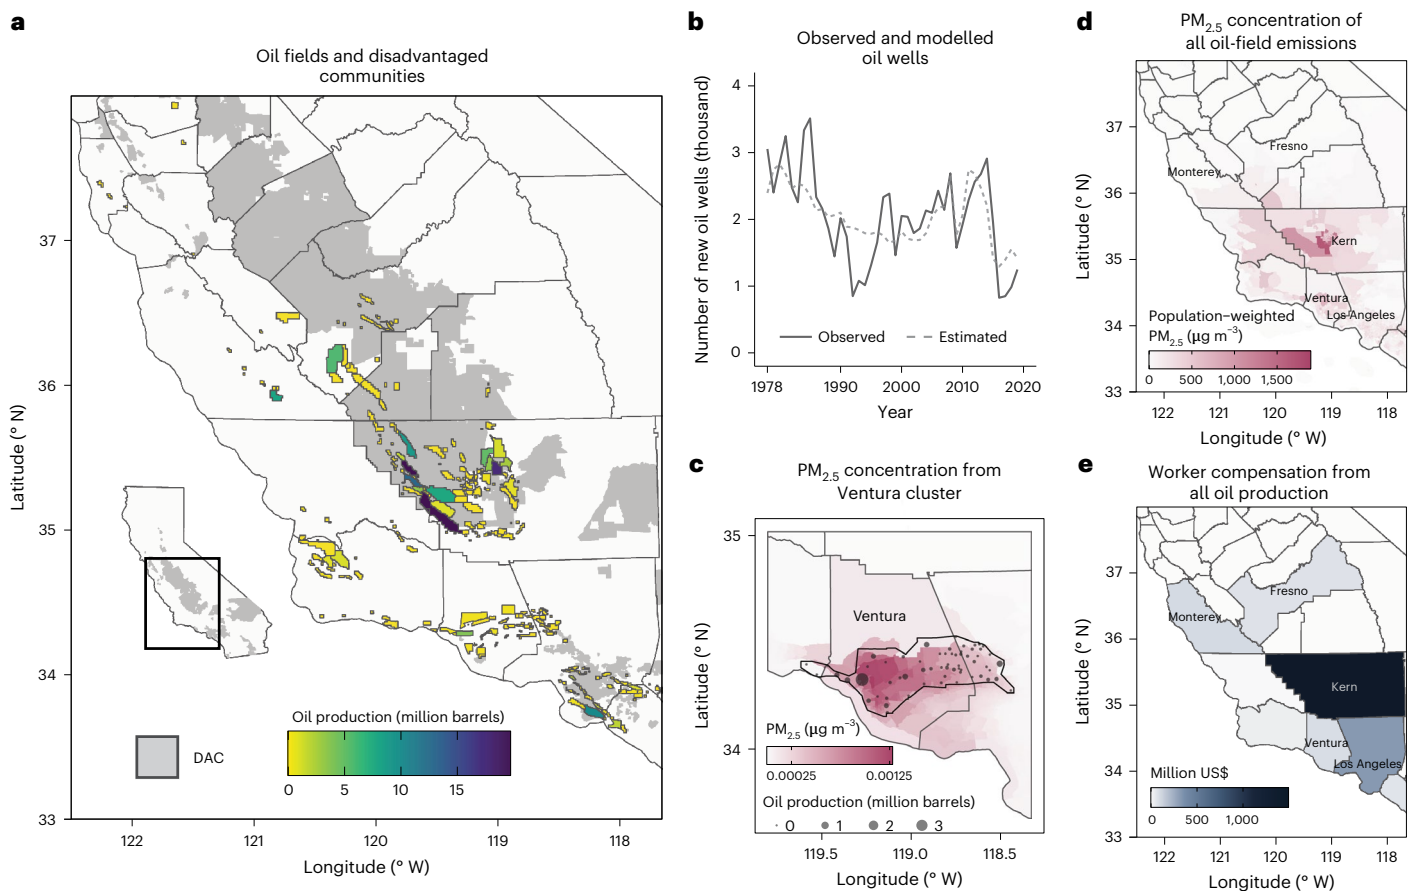 a
Oil fields and disadvantaged
communities
37
36
35
34
33
122
121
120
119
118
Latitude (° N)
Longitude (° W)
DAC
Oil production (million barrels)
0 5 10 15
b
Observed and modelled
oil wells
Number of new oil wells (thousand)
4
3
2
1
0
Observed
Estimated
1978 1990 2000 2010 2020
Year
c
PM2.5 concentration from
Ventura cluster
35
34
Latitude (° N)
Ventura
PM2.5 (μg m−3)
0.00025 0.00125
Oil production (million barrels)
0 1 2 3
119.5 119.0 118.5
Longitude (° W)
d
PM2.5 concentration of
all oil-field emissions
37
36
35
34
33
Latitude (° N)
Fresno
Monterey
Kern
Ventura
Los Angeles
Population–weighted
PM2.5 (μg m−3)
0 500 1,000 1,500
122 121 120 119 118
Longitude (° W)
e
Worker compensation from
all oil production
37
36
35
34
33
Latitude (° N)
Fresno
Monterey
Kern
Ventura
Los Angeles
Million US$
0 500 1,000
122 121 120 119 118
Longitude (° W)